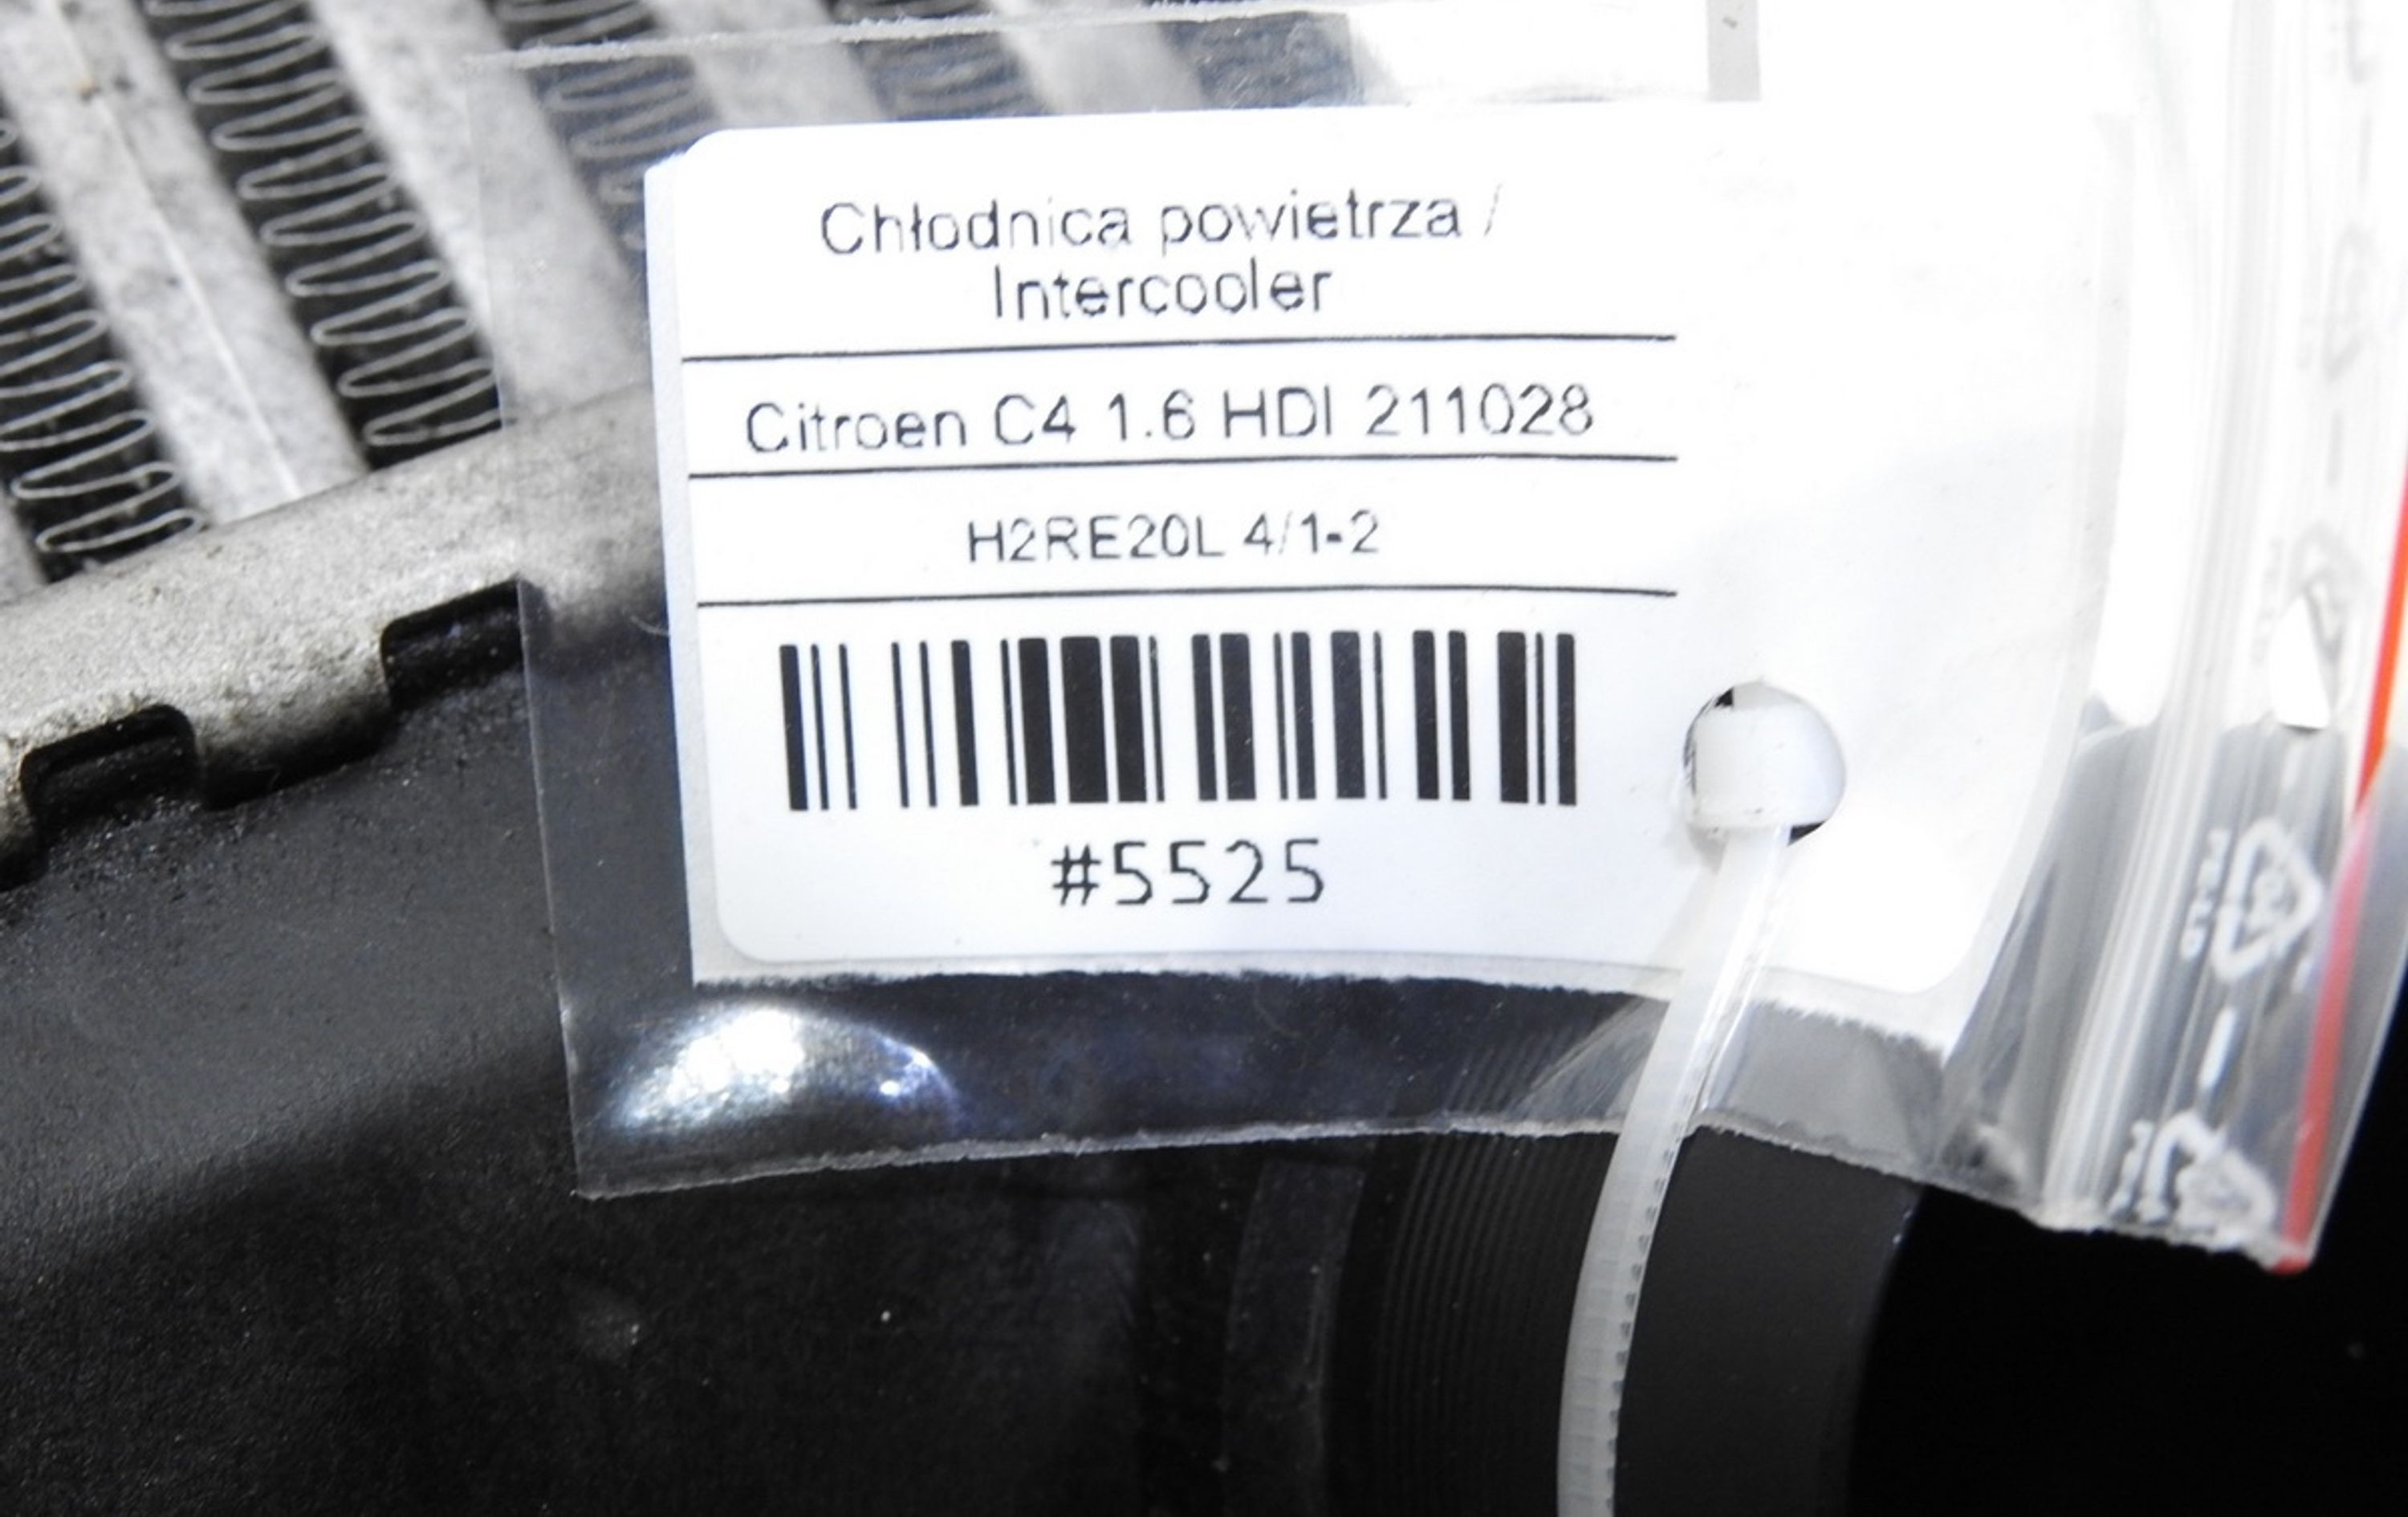 Chłodnica powietrza /
Intercooler
Citroen C4 1.6 HDI 211028
H2RE20L 4/1-2
#5525